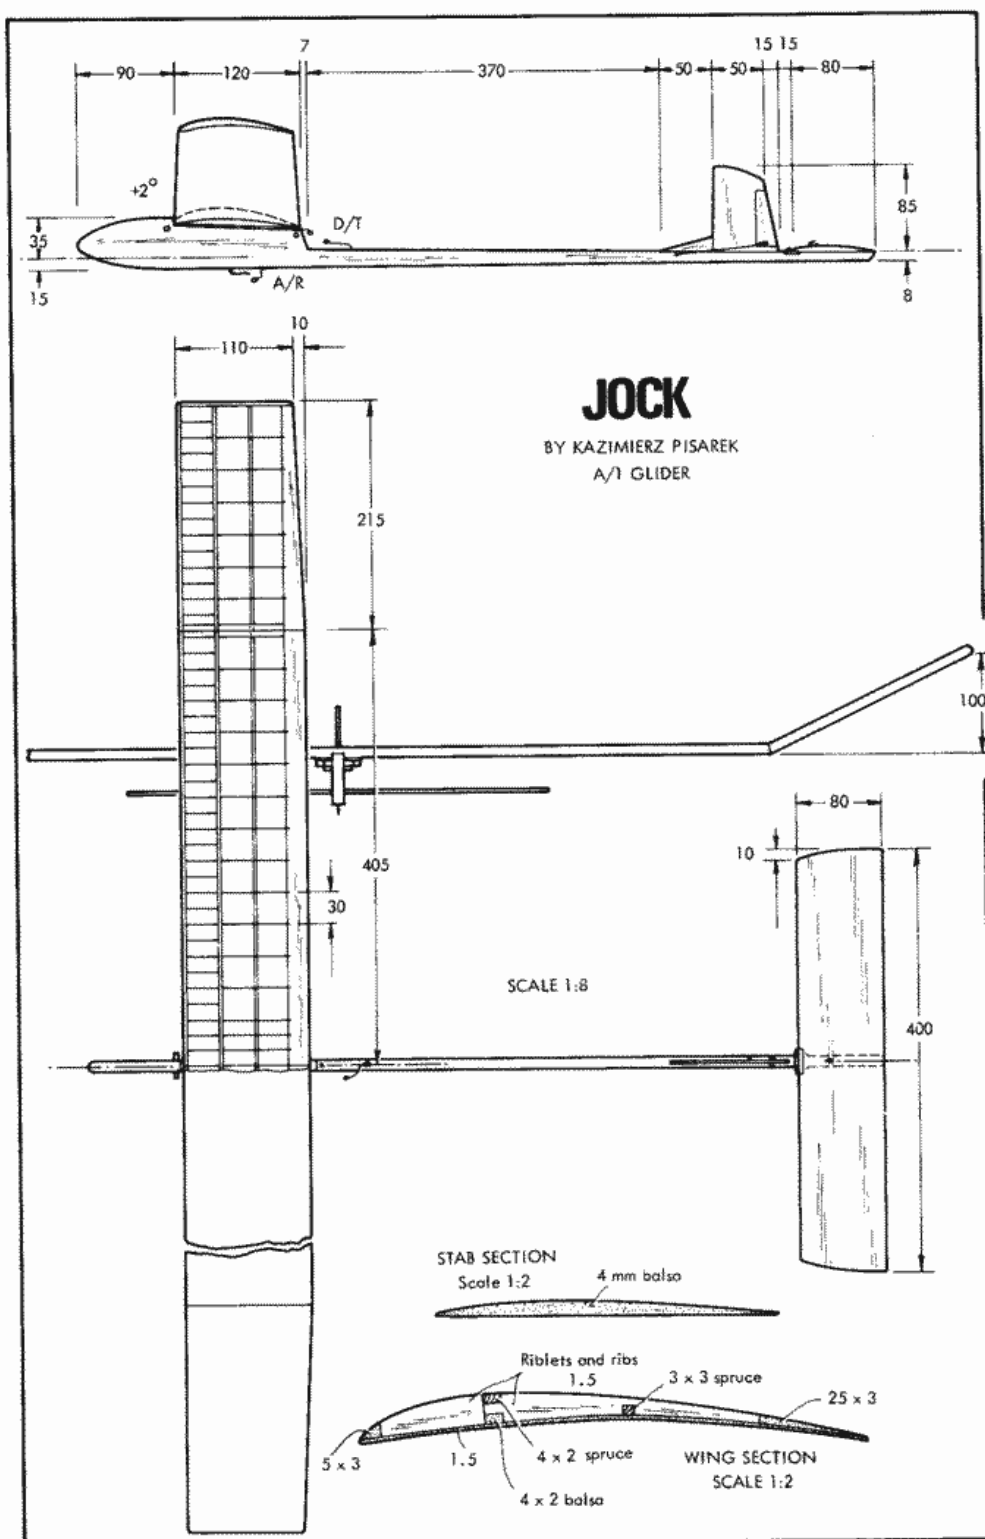 7
15 15
90
120
370
50
50
80
+2°
D/T
85
35
A/R
15
8
10
110
JOCK
BY KAZIMIERZ PISAREK
A/1 GLIDER
215
100
80
10
405
30
SCALE 1:8
400
STAB SECTION
Scale 1:2
4 mm balsa
Riblets and ribs
1.5
3 x 3 spruce
25 x 3
5 x 3
1.5
4 x 2 spruce
WING SECTION
SCALE 1:2
4 x 2 balsa